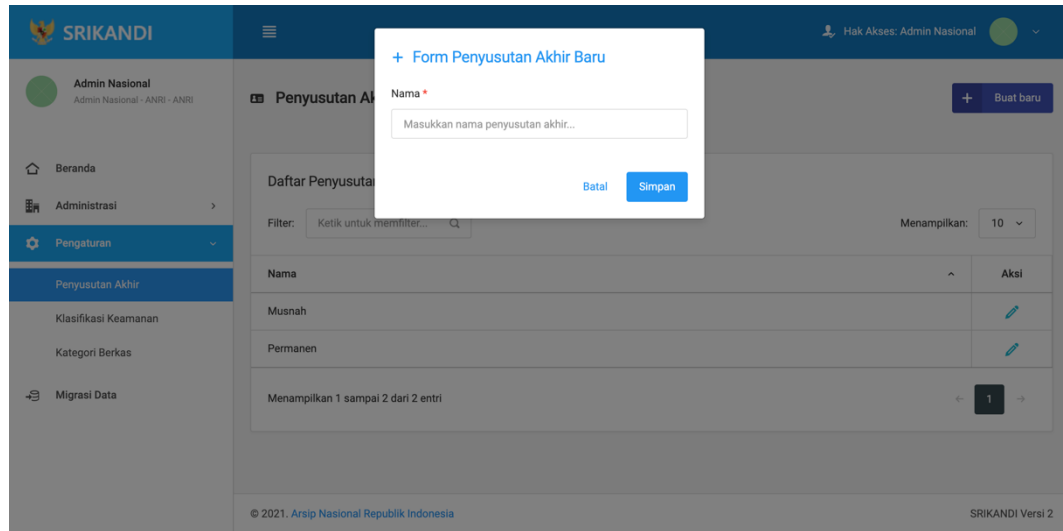 SRIKANDI
Hak Akses: Admin Nasional
Admin Nasional
Admin Nasional - ANRI - ANRI
Beranda
Administrasi
Pengaturan
Penyusutan Akhir
Klasifikasi Keamanan
Kategori Berkas
Migrasi Data
Penyusutan Ak
+ Buat baru
+ Form Penyusutan Akhir Baru
Nama *
Masukkan nama penyusutan akhir...
Batal Simpan
Daftar Penyusuta
Filter: Ketik untuk memfilter... Menampilkan: 10
Nama Aksi
Musnah
Permanen
Menampilkan 1 sampai 2 dari 2 entri ← 1 →
© 2021. Arsip Nasional Republik Indonesia SRIKANDI Versi 2